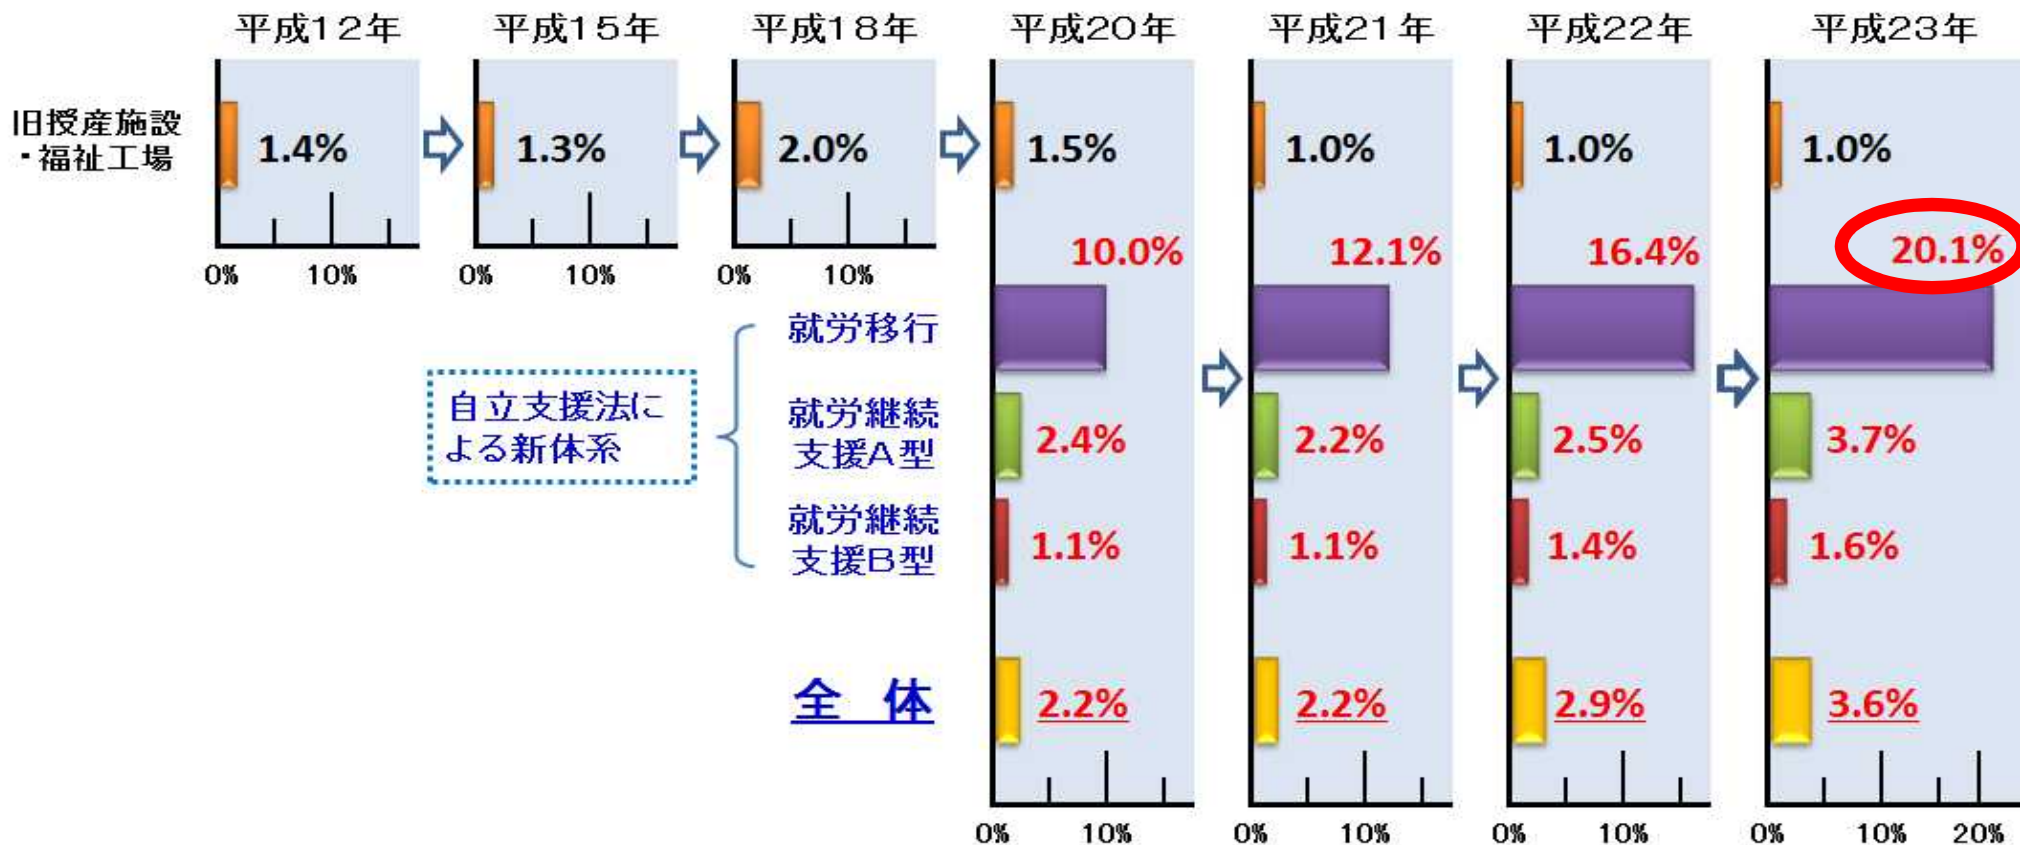 平成12年
平成15年
平成18年
平成20年
平成21年
平成22年
平成23年
旧授産施設
・福祉工場
1.4%
1.3%
2.0%
1.5%
1.0%
1.0%
1.0%
0%
10%
0%
10%
0%
10%
自立支援法に
よる新体系
就労移行
10.0%
12.1%
16.4%
20.1%
就労継続
支援A型
2.4%
2.2%
2.5%
3.7%
就労継続
支援B型
1.1%
1.1%
1.4%
1.6%
全 体
2.2%
2.2%
2.9%
3.6%
0%
10%
0%
10%
0%
10%
0%
10%
20%